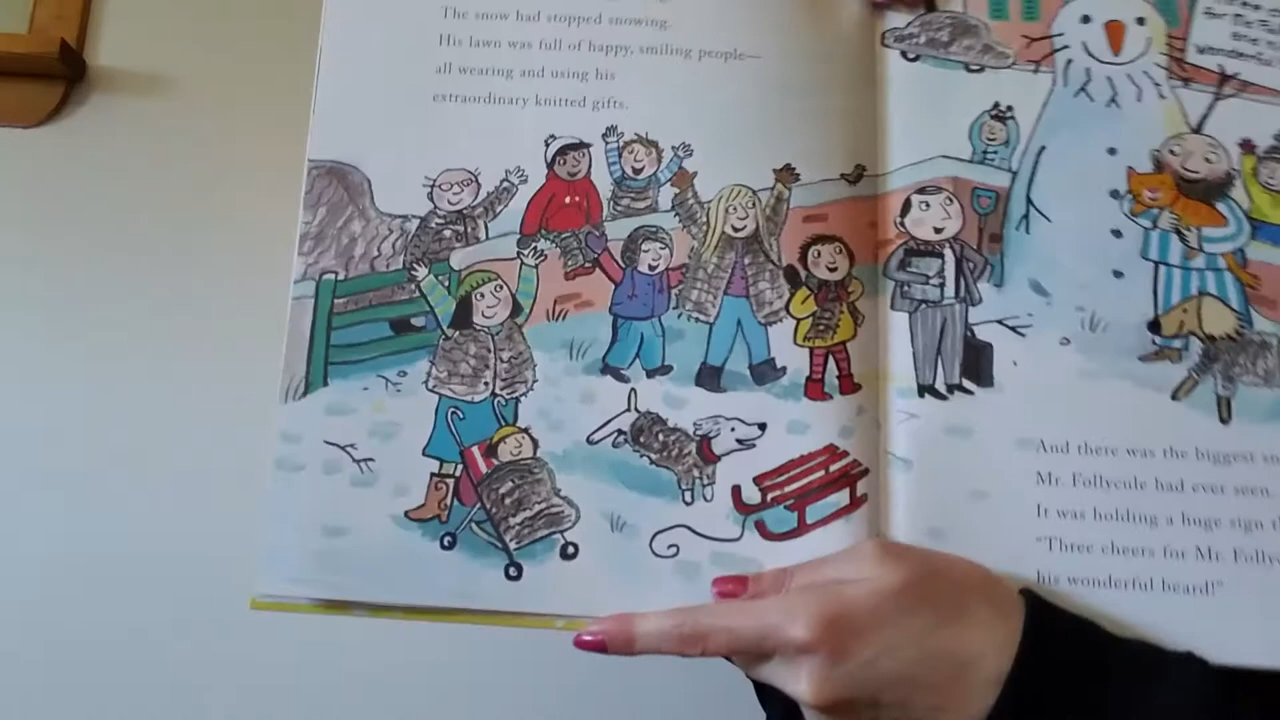 The snow had stopped snowing.
His lawn was full of happy, smiling people—
all wearing and using his
extraordinary knitted gifts.
And there was the biggest
Mr. Follycule had ever seen.
It was holding a huge sign
"Three cheers for Mr.
his wonderful beard!"